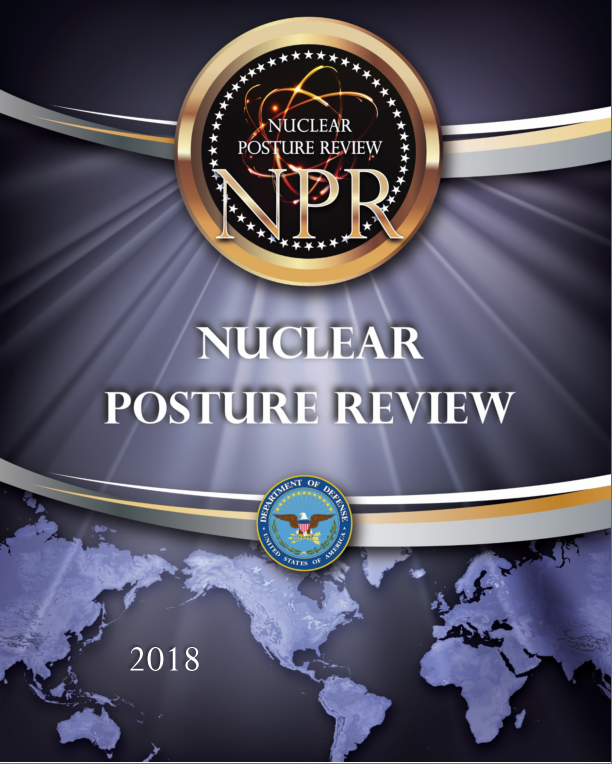 NUCLEAR
POSTURE REVIEW
NPR
NUCLEAR
POSTURE REVIEW
DEPARTMENT OF DEFENSE
UNITED STATES OF AMERICA
2018